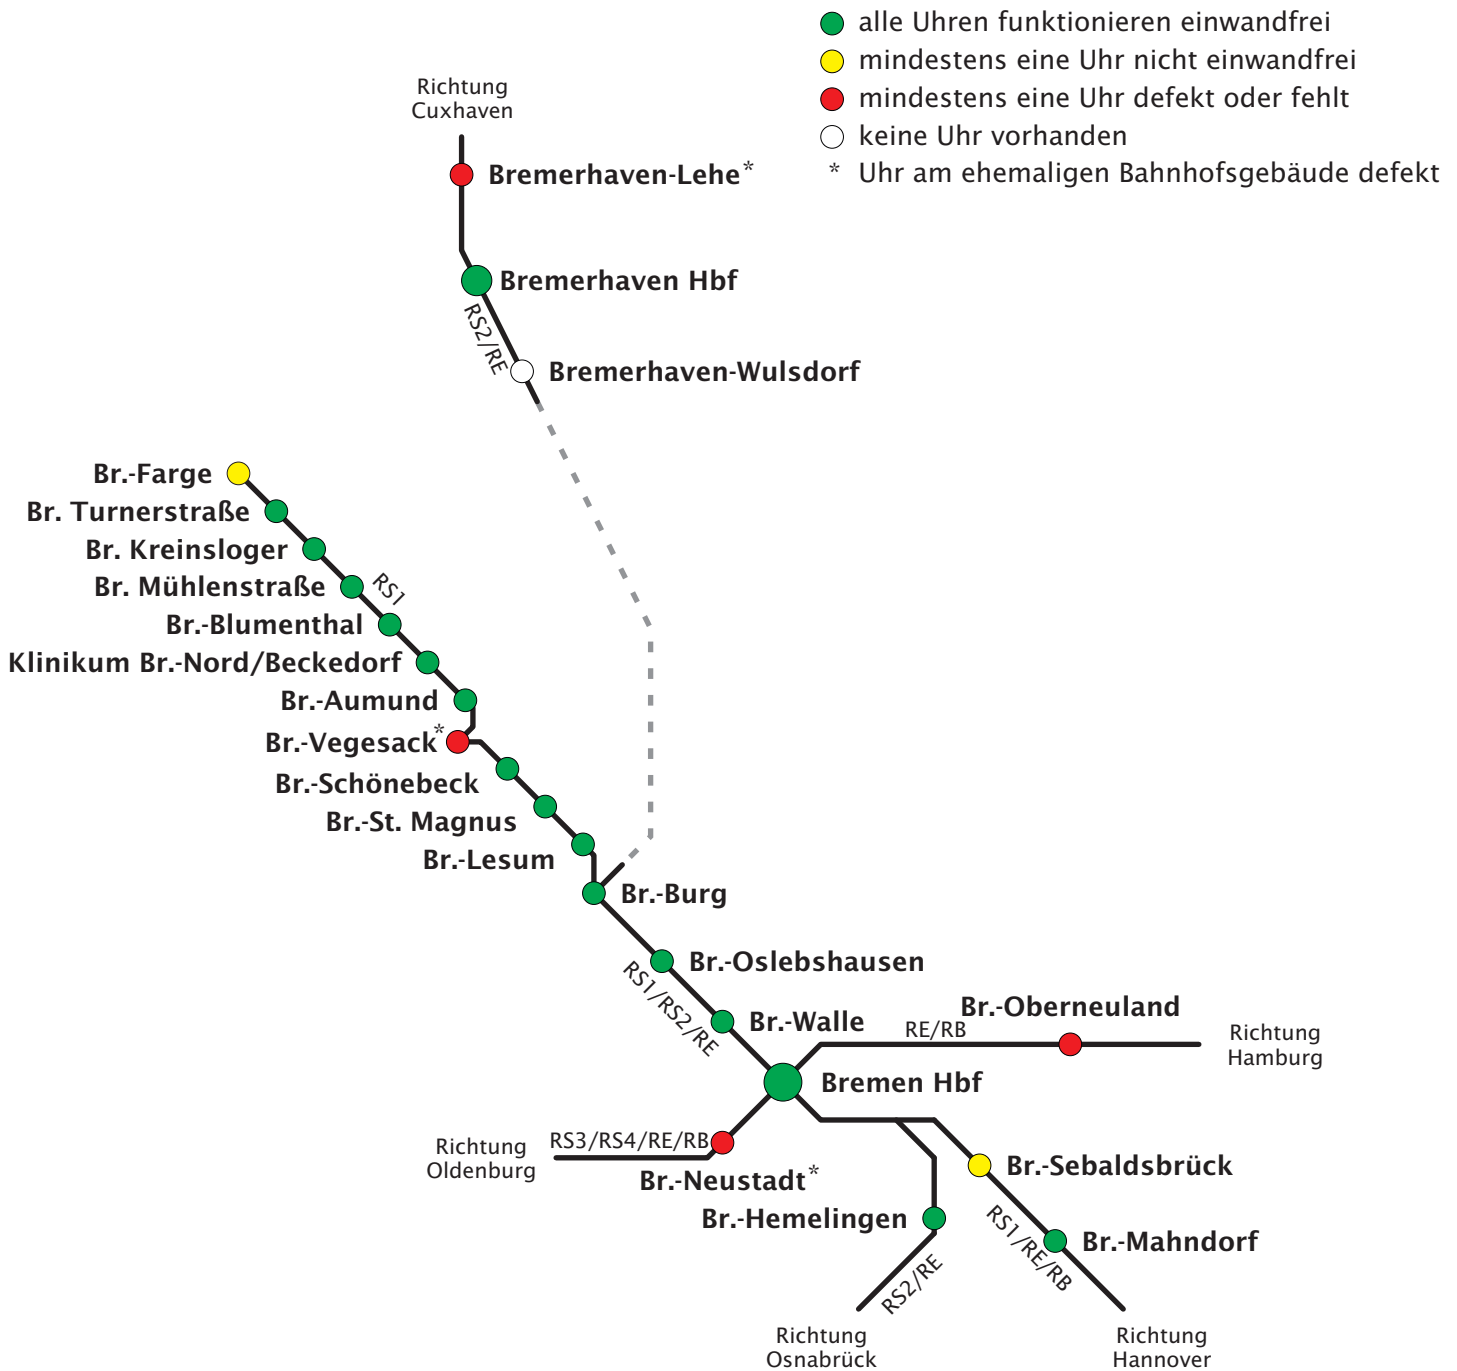 alle Uhren funktionieren einwandfrei
mindestens eine Uhr nicht einwandfrei
mindestens eine Uhr defekt oder fehlt
keine Uhr vorhanden
* Uhr am ehemaligen Bahnhofsgebäude defekt
Richtung
Cuxhaven
Bremerhaven-Lehe*
Bremerhaven Hbf
RS2/RE
Bremerhaven-Wulsdorf
Br.-Farge
Br. Turnerstraße
Br. Kreinsloger
Br. Mühlenstraße
RS1
Br.-Blumenthal
Klinikum Br.-Nord/Beckedorf
Br.-Aumund
Br.-Vegesack*
Br.-Schönebeck
Br.-St. Magnus
Br.-Lesum
Br.-Burg
Br.-Oslebshausen
RS1/RS2/RE
Br.-Walle
Br.-Oberneuland
RE/RB
Richtung
Hamburg
Bremen Hbf
RS3/RS4/RE/RB
Richtung
Oldenburg
Br.-Neustadt*
Br.-Sebaldsbrück
Br.-Hemelingen
RS1/RE/RB
Br.-Mahndorf
RS2/RE
Richtung
Osnabrück
Richtung
Hannover